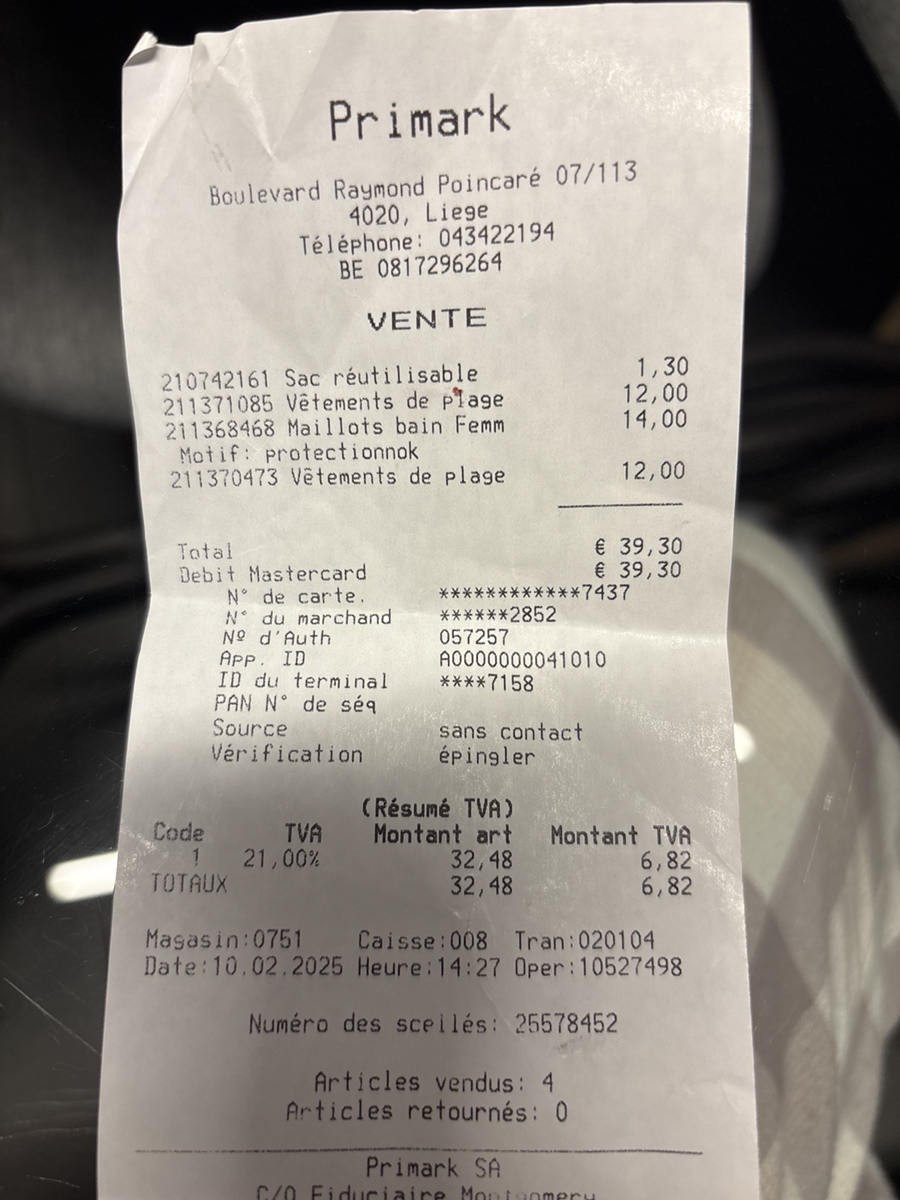 Primark
Boulevard Raymond Poincaré 07/113
4020, Liege
Téléphone: 043422194
BE 0817296264
VENTE
210742161 Sac réutilisable 1,30
211371085 Vêtements de plage 12,00
211368468 Maillots bain Femm 14,00
Motif: protectionnok
211370473 Vêtements de plage 12,00
Total € 39,30
Debit Mastercard € 39,30
N° de carte. ************7437
N° du marchand ******2852
Nº d'Auth 057257
App. ID A0000000041010
ID du terminal ****7158
PAN N° de séq
Source sans contact
Vérification épingler
(Résumé TVA)
Code TVA Montant art Montant TVA
1 21,00% 32,48 6,82
TOTAUX 32,48 6,82
Magasin:0751 Caisse:008 Tran:020104
Date:10.02.2025 Heure:14:27 Oper:10527498
Numéro des sceilés: 25578452
Articles vendus: 4
Articles retournés: 0
Primark SA
C/O Fiduciaire Montgomery